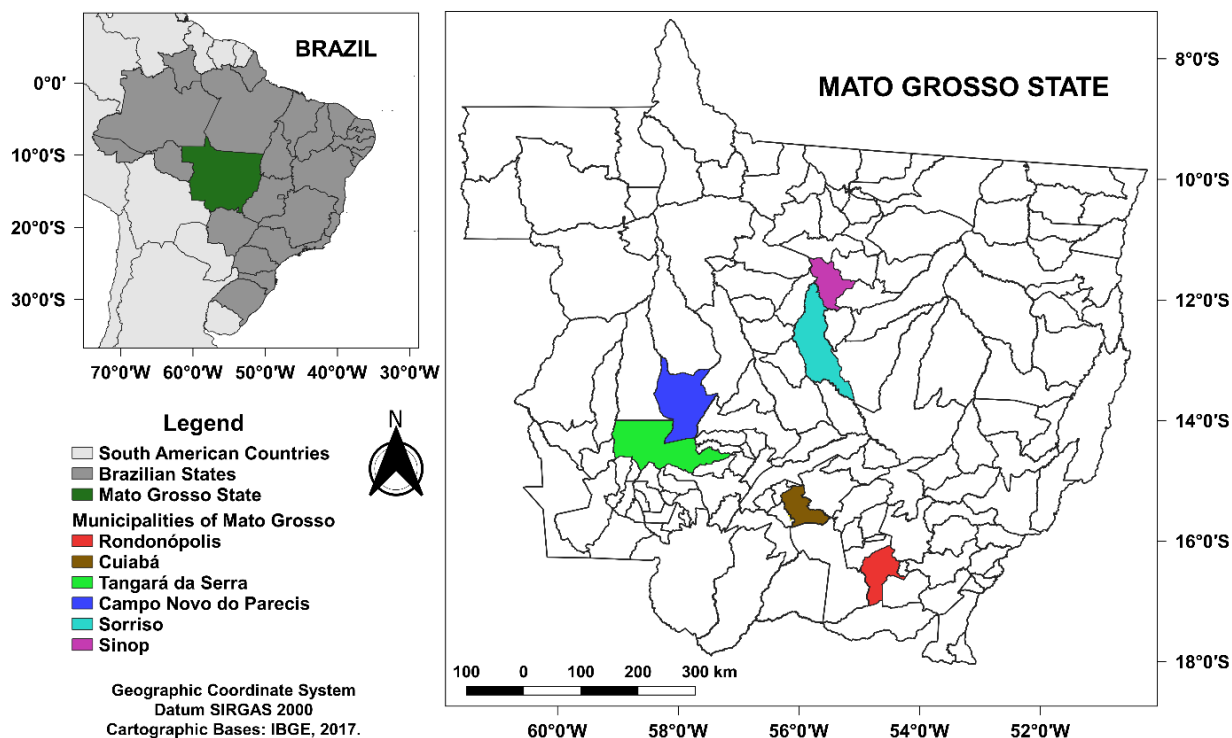 BRAZIL
0°0'
10°0'S
20°0'S
30°0'S
70°0'W 60°0'W 50°0'W 40°0'W 30°0'W
Legend
South American Countries
Brazilian States
Mato Grosso State
Municipalities of Mato Grosso
Rondonópolis
Cuiabá
Tangará da Serra
Campo Novo do Parecis
Sorriso
Sinop
N
Geographic Coordinate System
Datum SIRGAS 2000
Cartographic Bases: IBGE, 2017.
MATO GROSSO STATE
8°0'S
10°0'S
12°0'S
14°0'S
16°0'S
18°0'S
100 0 100 200 300 km
60°0'W 58°0'W 56°0'W 54°0'W 52°0'W